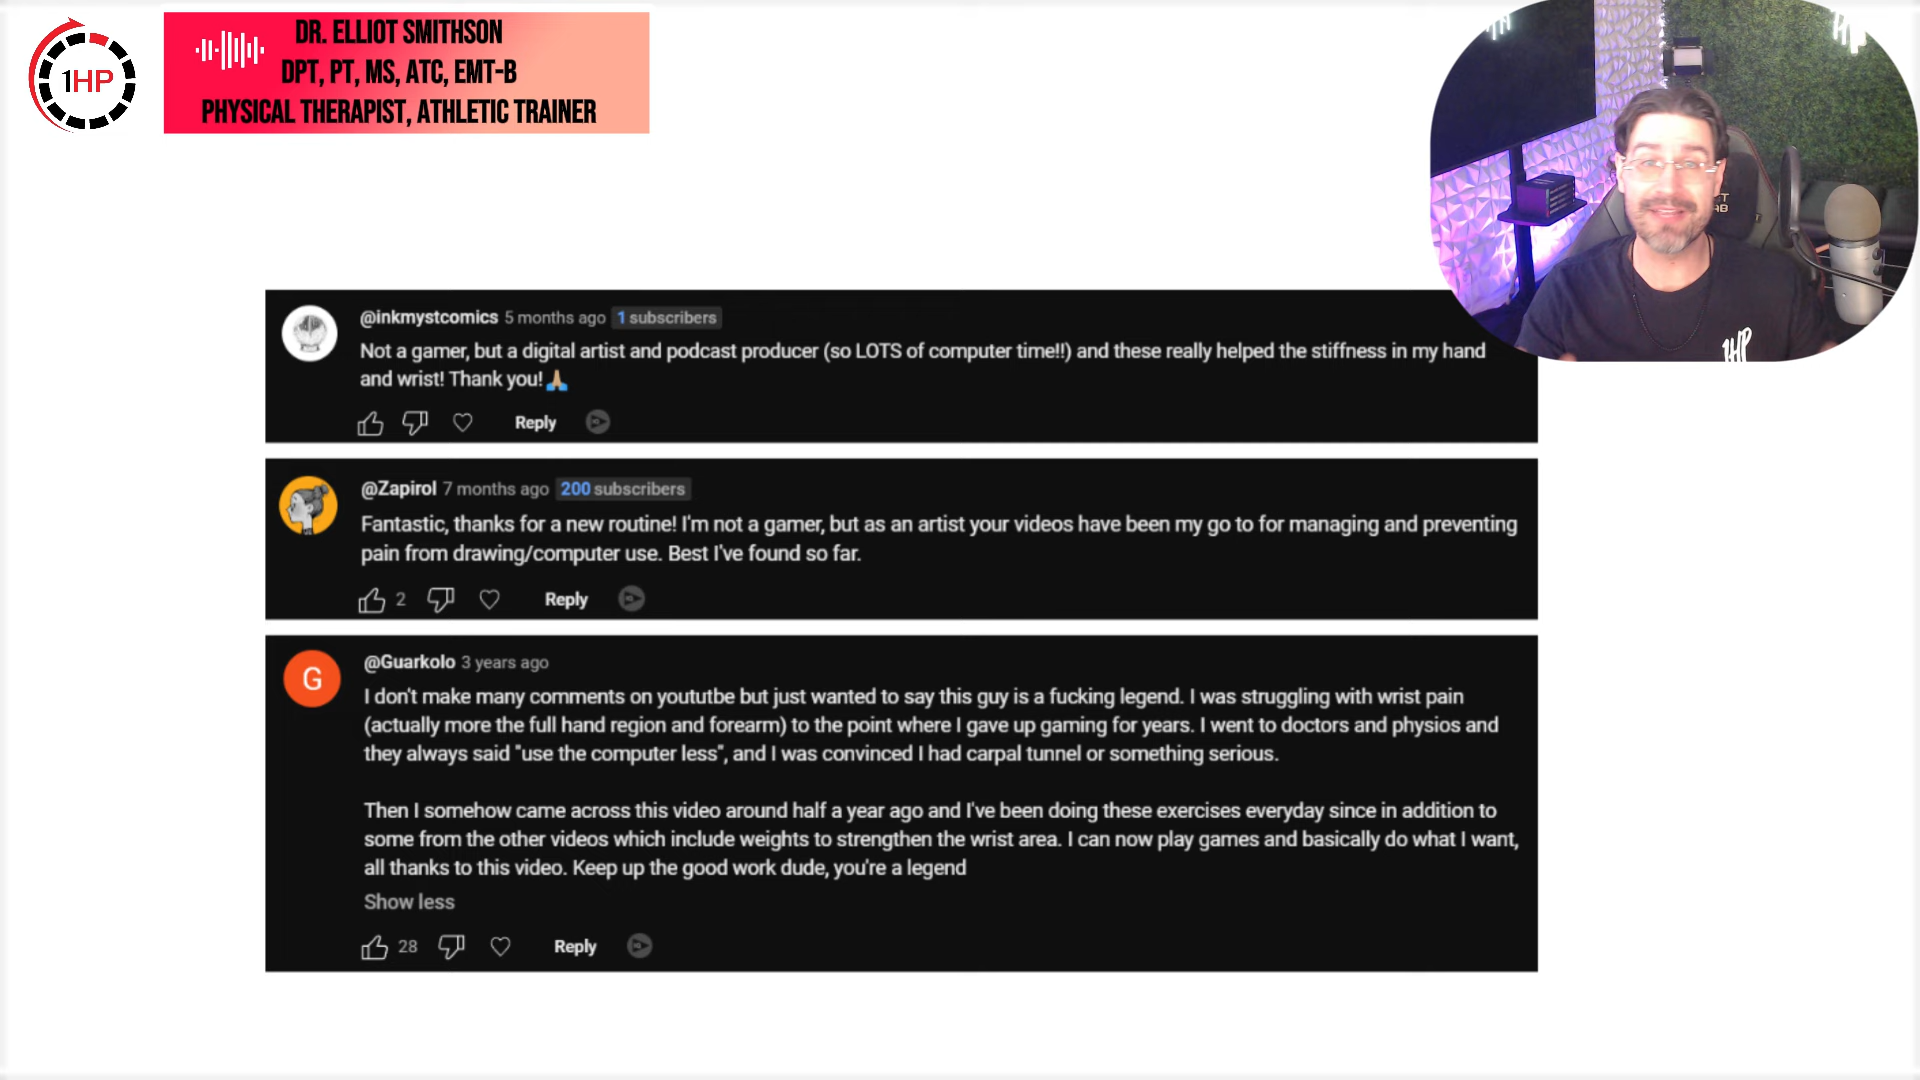 1HP
DR. ELLIOT SMITHSON
DPT, PT, MS, ATC, EMT-B
PHYSICAL THERAPIST, ATHLETIC TRAINER
1HP
@inkmystcomics 5 months ago 1 subscribers
Not a gamer, but a digital artist and podcast producer (so LOTS of computer time!!) and these really helped the stiffness in my hand
and wrist! Thank you!🙏
Reply
@Zapirol 7 months ago 200 subscribers
Fantastic, thanks for a new routine! I'm not a gamer, but as an artist your videos have been my go to for managing and preventing
pain from drawing/computer use. Best I've found so far.
2 Reply
G
@Guarkolo 3 years ago
I don't make many comments on yoututbe but just wanted to say this guy is a fucking legend. I was struggling with wrist pain
(actually more the full hand region and forearm) to the point where I gave up gaming for years. I went to doctors and physios and
they always said "use the computer less", and I was convinced I had carpal tunnel or something serious.
Then I somehow came across this video around half a year ago and I've been doing these exercises everyday since in addition to
some from the other videos which include weights to strengthen the wrist area. I can now play games and basically do what I want,
all thanks to this video. Keep up the good work dude, you're a legend
Show less
28 Reply